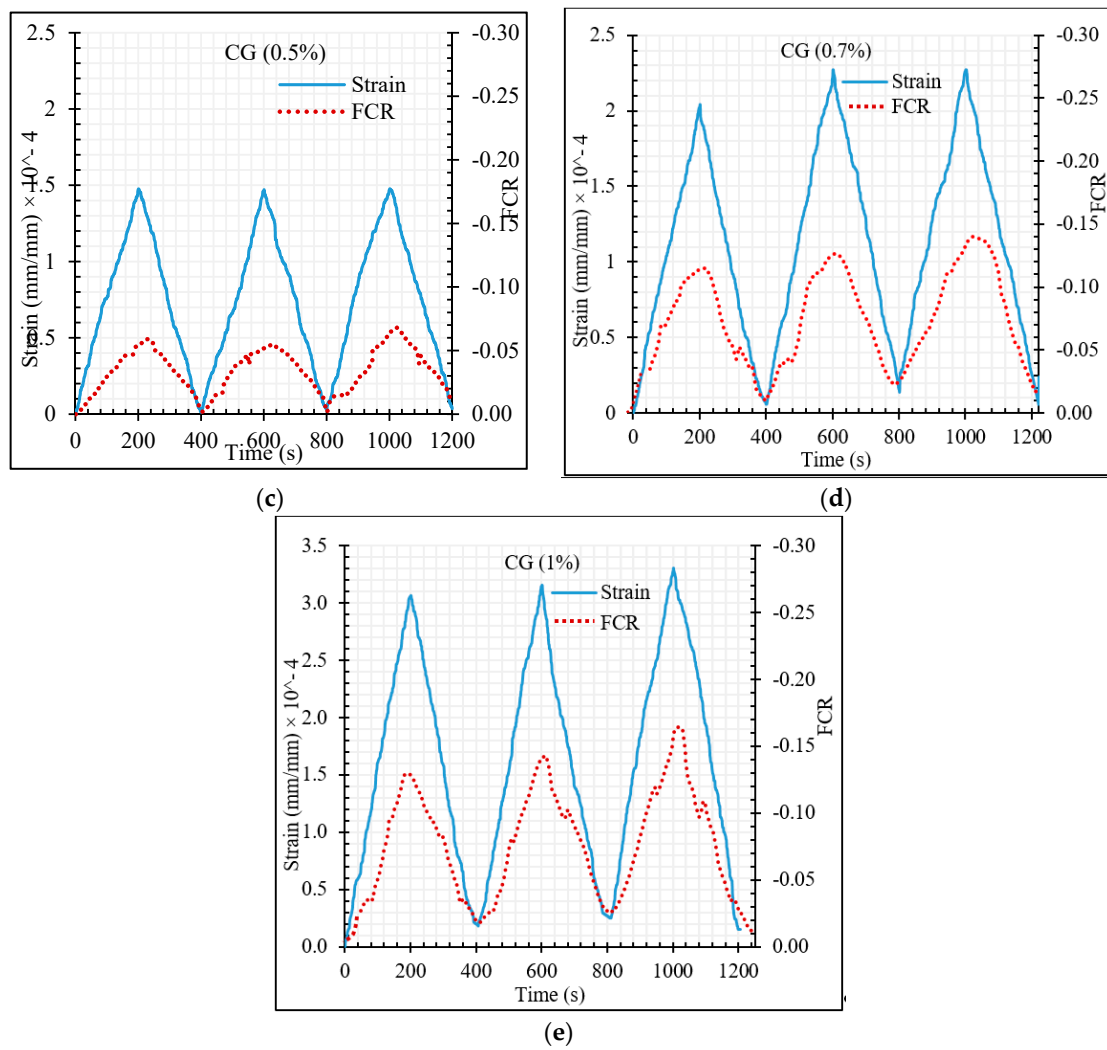 CG (0.5%)
Strain
FCR
2.5
2
1.5
1
0.5
0
Strain (mm/mm) × 10^- 4
-0.30
-0.25
-0.20
-0.15
-0.10
-0.05
0.00
FCR
0 200 400 600 800 1000 1200
Time (s)
(c)
CG (0.7%)
Strain
FCR
2.5
2
1.5
1
0.5
0
Strain (mm/mm) × 10^- 4
-0.30
-0.25
-0.20
-0.15
-0.10
-0.05
0.00
FCR
0 200 400 600 800 1000 1200
Time (s)
(d)
CG (1%)
Strain
FCR
3.5
3.0
2.5
2.0
1.5
1.0
0.5
0.0
Strain (mm/mm) × 10^- 4
-0.30
-0.25
-0.20
-0.15
-0.10
-0.05
0.00
FCR
0 200 400 600 800 1000 1200
Time (s)
(e)